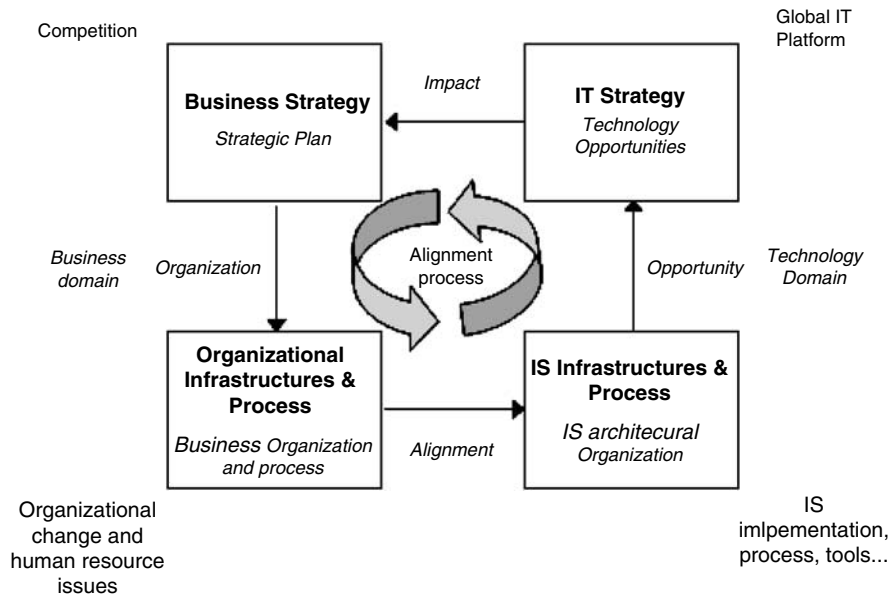 Competition
Global IT
Platform
Business Strategy
Strategic Plan
Impact
IT Strategy
Technology
Opportunities
Business
domain
Organization
Alignment
process
Opportunity
Technology
Domain
Organizational
Infrastructures &
Process
Business Organization
and process
Alignment
IS Infrastructures &
Process
IS architecural
Organization
Organizational
change and
human resource
issues
IS
imlpementation,
process, tools...